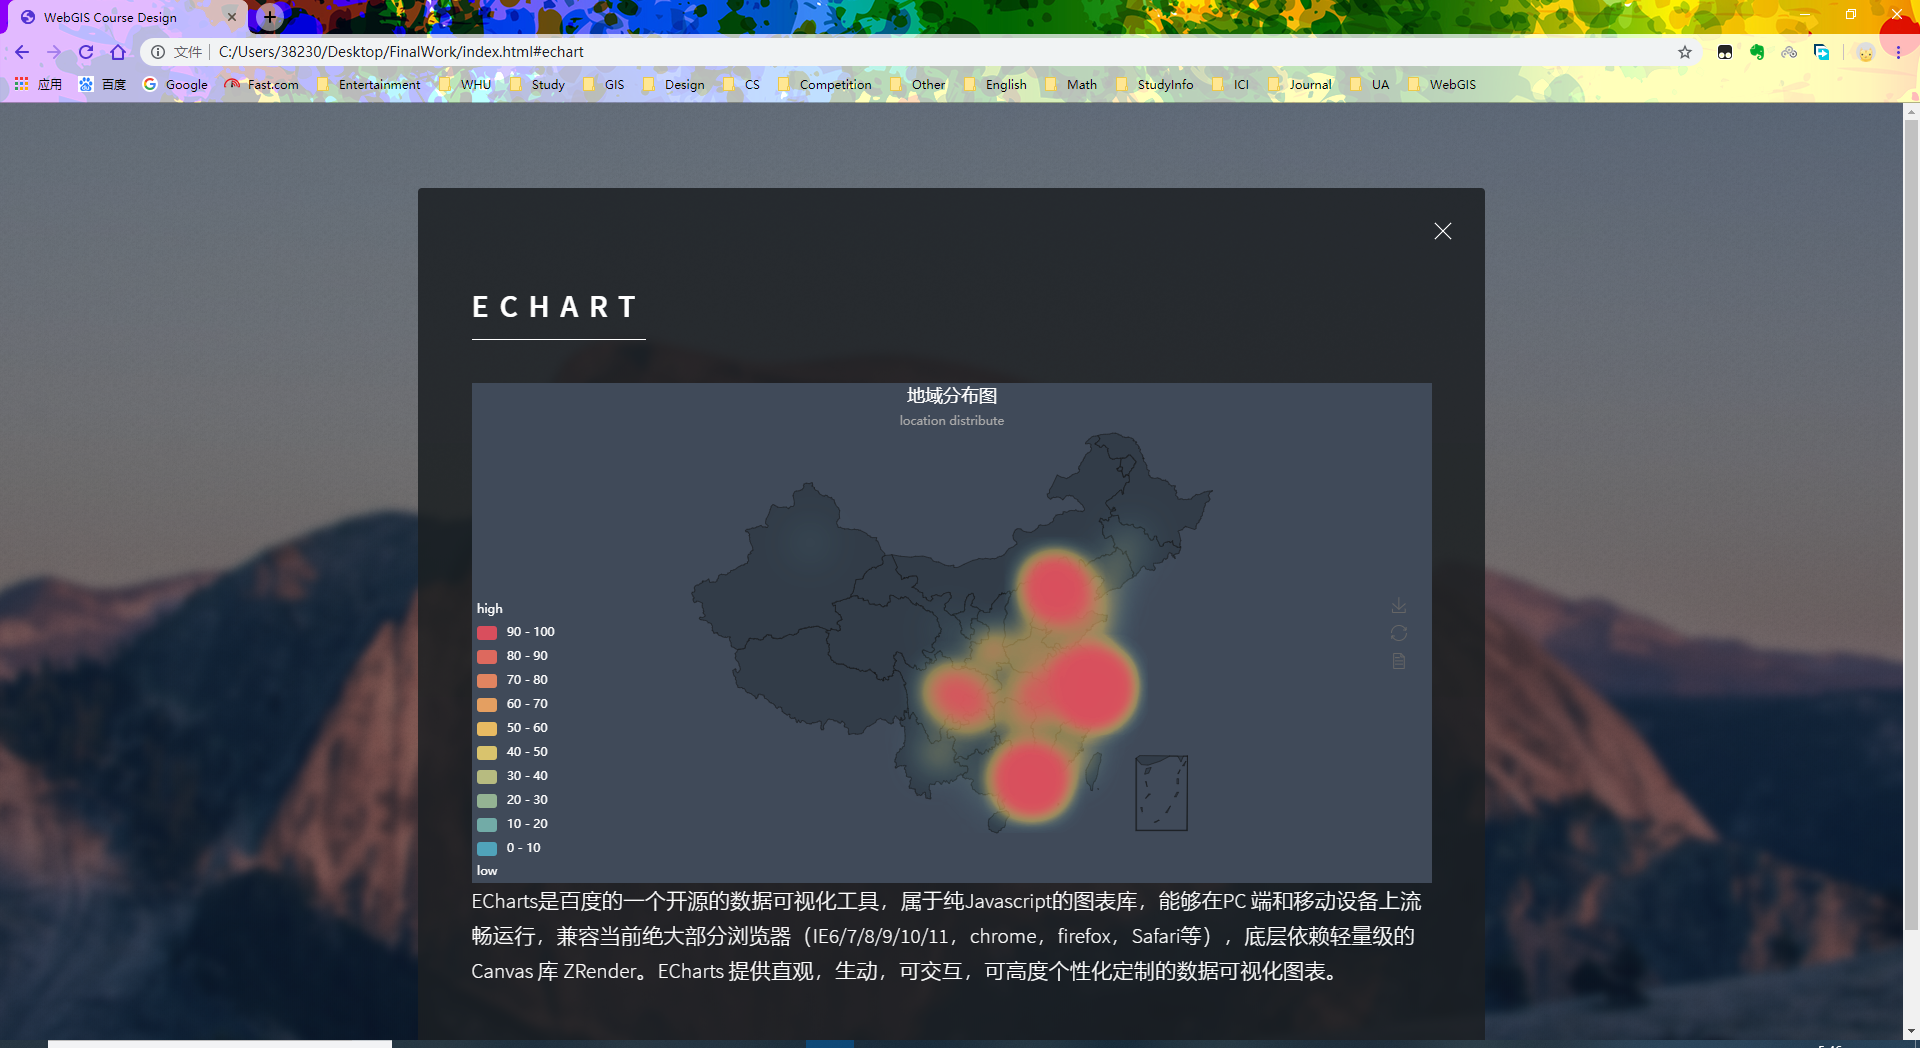 WebGIS Course Design
文件
C:/Users/38230/Desktop/FinalWork/index.html#echart
应用 百度 Google Fast.com Entertainment WHU Study GIS Design CS Competition Other English Math StudyInfo ICI Journal UA WebGIS
ECHART
地域分布图
location distribute
high
90 - 100
80 - 90
70 - 80
60 - 70
50 - 60
40 - 50
30 - 40
20 - 30
10 - 20
0 - 10
low
ECharts是百度的一个开源的数据可视化工具，属于纯Javascript的图表库，能够在PC 端和移动设备上流
畅运行，兼容当前绝大部分浏览器（IE6/7/8/9/10/11，chrome，firefox，Safari等），底层依赖轻量级的
Canvas 库 ZRender。ECharts 提供直观，生动，可交互，可高度个性化定制的数据可视化图表。